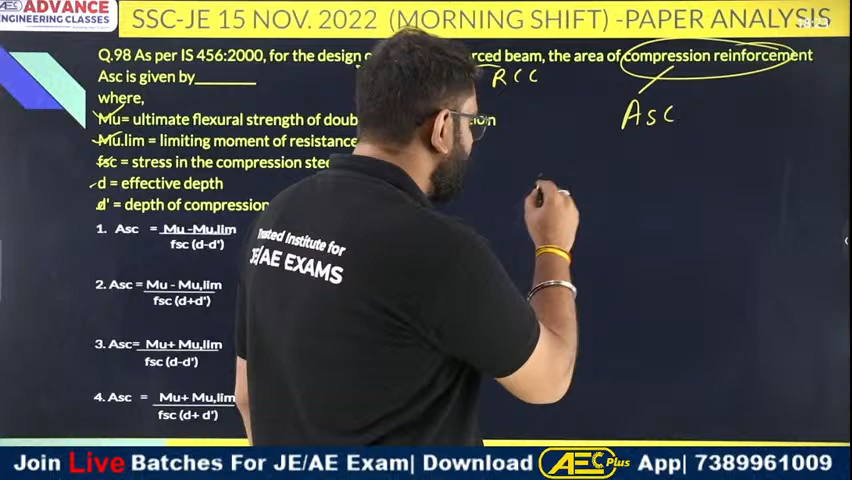 ADVANCE
ENGINEERING CLASSES
SSC-JE 15 NOV. 2022 (MORNING SHIFT) -PAPER ANALYSIS
Q.98 As per IS 456:2000, for the design beam, the area of compression reinforcement
RCC
Asc is given by_______
Asc
where,
Mu= ultimate flexural strength of
Mu.lim = limiting moment of resistance
fsc = stress in the compression
d = effective depth
d' = depth of compression
1. Asc = Mu -Mu,lim
fsc (d-d')
2. Asc = Mu - Mu,lim
fsc (d+d')
3. Asc= Mu+ Mu,lim
fsc (d-d')
4. Asc = Mu+ Mu,lim
fsc (d+ d')
Trusted Institute for
JE/AE EXAMS
Join Live Batches For JE/AE Exam| Download AEC Plus App| 7389961009